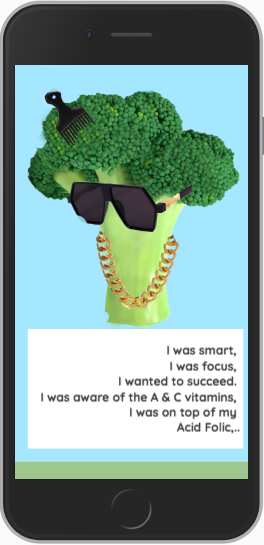 I was smart,
I was focus,
I wanted to succeed.
I was aware of the A & C vitamins,
I was on top of my
Acid Folic,..